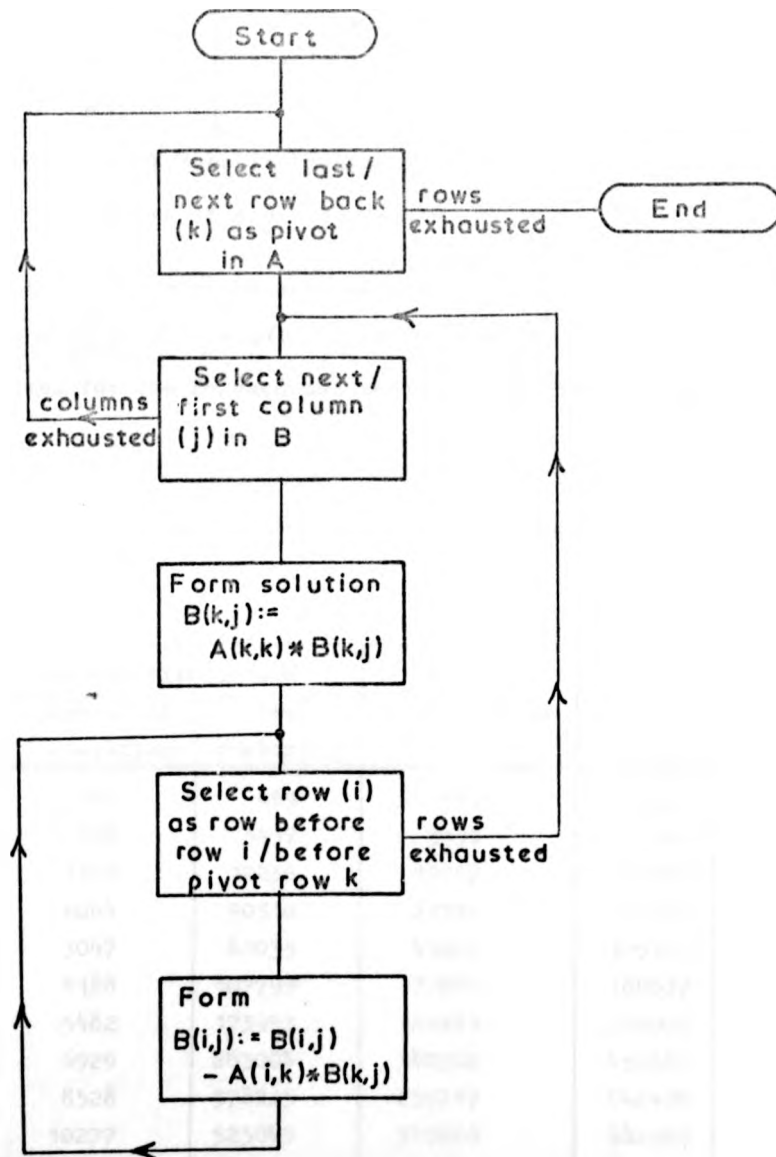 Start
Select last/
next row back
(k) as pivot
in A
rows
exhausted
End
Select next/
first column
(j) in B
columns
exhausted
Form solution
B(k,j):=
A(k,k) * B(k,j)
Select row (i)
as row before
row i/before
pivot row k
rows
exhausted
Form
B(i,j):= B(i,j)
- A(i,k)*B(k,j)